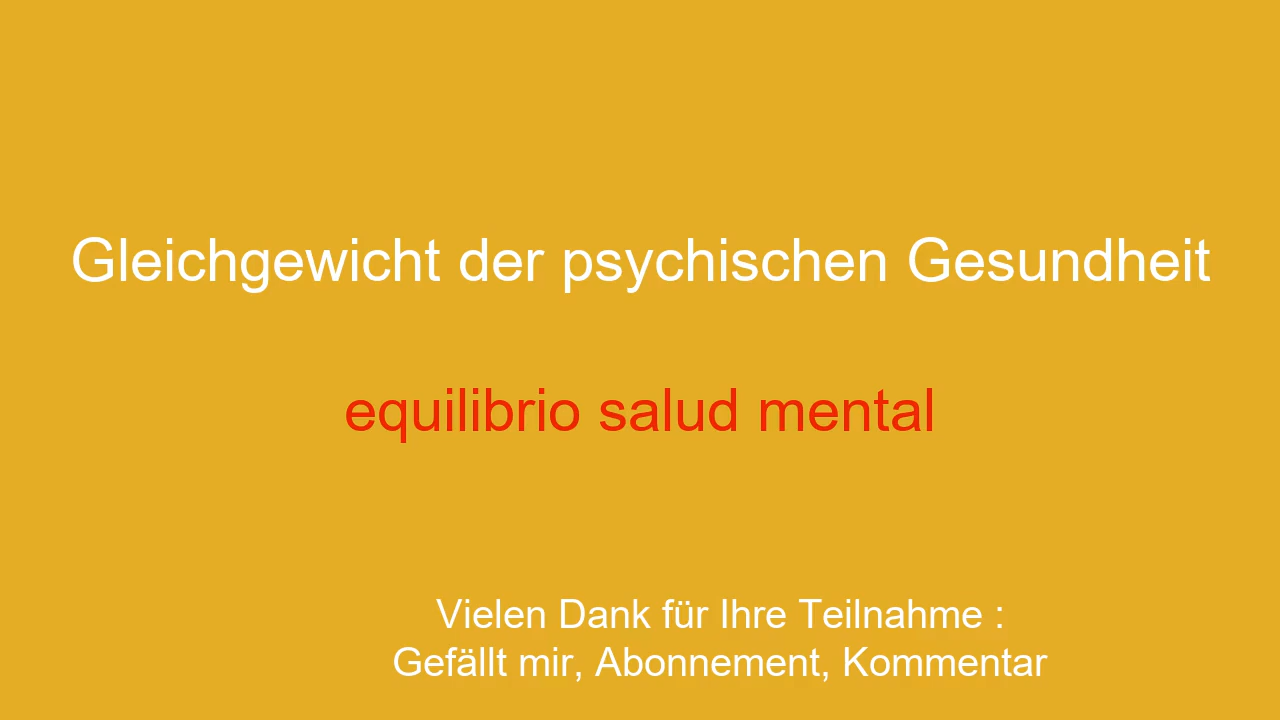 Gleichgewicht der psychischen Gesundheit
equilibrio salud mental
Vielen Dank für Ihre Teilnahme :
Gefällt mir, Abonnement, Kommentar